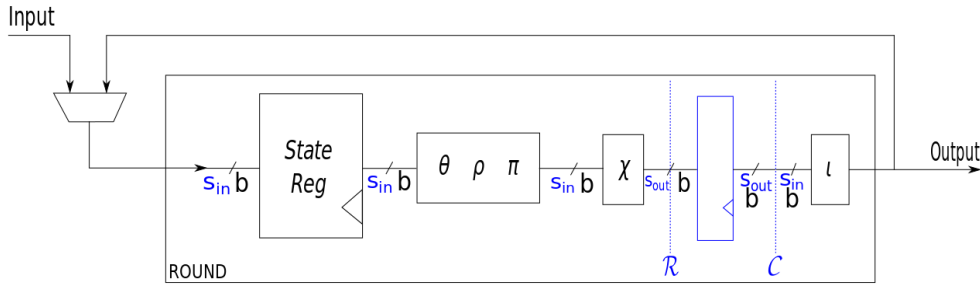 Input
State
Reg
θ ρ π
χ
ι
Output
s_in b
s_in b
s_in b
s_out b
s_out
b
s_in
b
ROUND
ℛ
𝒞